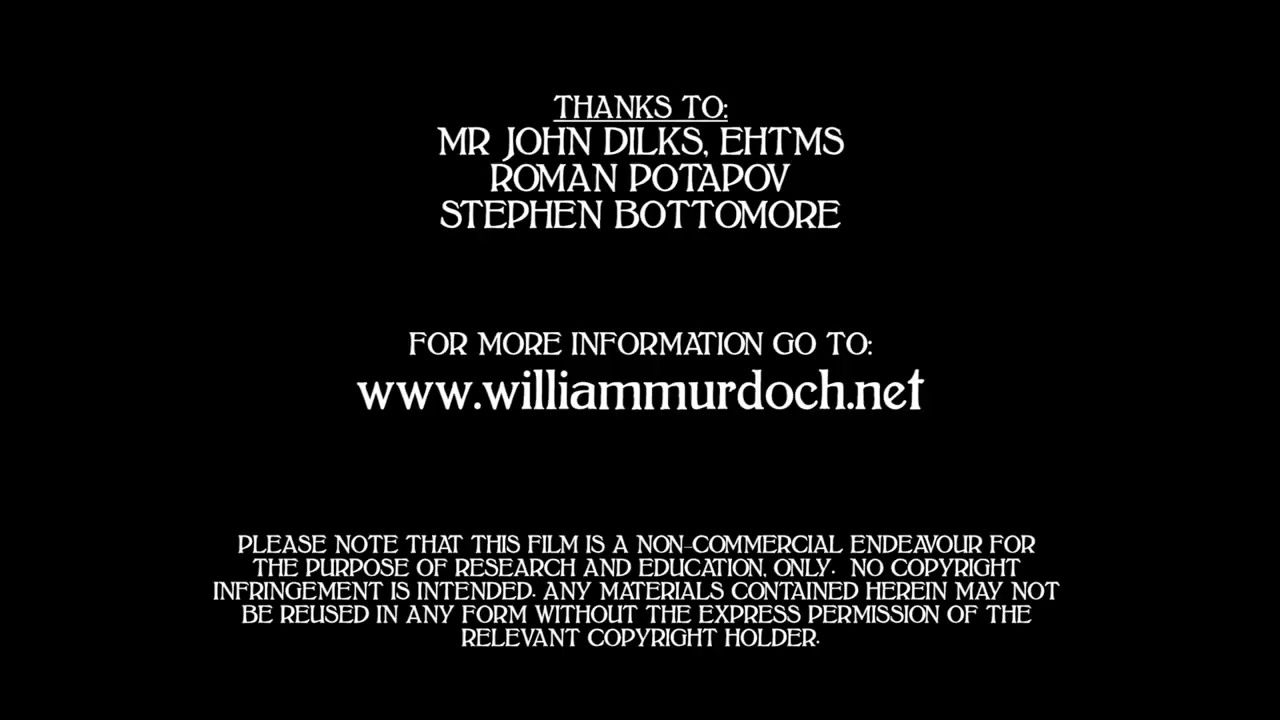 THANKS TO:
MR JOHN DILKS, EHTMS
ROMAN POTAPOV
STEPHEN BOTTOMORE
FOR MORE INFORMATION GO TO:
www.williammurdoch.net
PLEASE NOTE THAT THIS FILM IS A NON-COMMERCIAL ENDEAVOUR FOR
THE PURPOSE OF RESEARCH AND EDUCATION, ONLY. NO COPYRIGHT
INFRINGEMENT IS INTENDED. ANY MATERIALS CONTAINED HEREIN MAY NOT
BE REUSED IN ANY FORM WITHOUT THE EXPRESS PERMISSION OF THE
RELEVANT COPYRIGHT HOLDER.